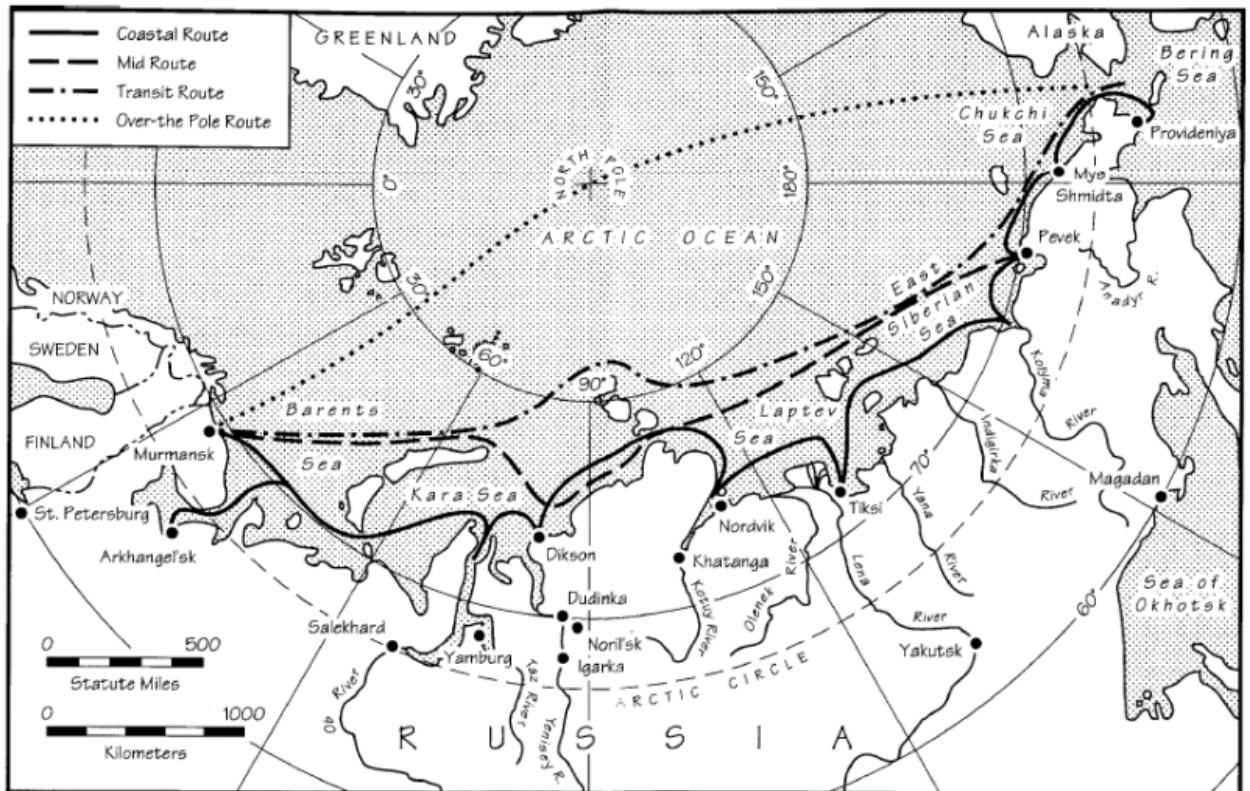 Coastal Route
Mid Route
Transit Route
Over-the Pole Route
GREENLAND
Alaska
Bering
Sea
30°
150°
Chukchi
Sea
Provideniya
NORTH POLE
0°
180°
Mys
Shmidta
ARCTIC OCEAN
Pevek
East
Siberian
Sea
Anadyr R.
30°
150°
NORWAY
SWEDEN
FINLAND
60°
90°
120°
Barents
Sea
Laptev
Sea
Kotyma
River
Indigirka
River
Murmansk
Kara Sea
70°
Magadan
St. Petersburg
Arkhangel'sk
Dikson
Nordvik
Tiksi
Yana
River
Khatanga
Kotuy River
Olenek
River
Lena
River
Sea of
Okhotsk
60°
Dudinka
Noril'sk
Igarka
Salekhard
Yamburg
Yakutsk
River
Taz River
Yenisey R.
ARCTIC CIRCLE
RUSSIA
0 500
Statute Miles
0 1000
Kilometers